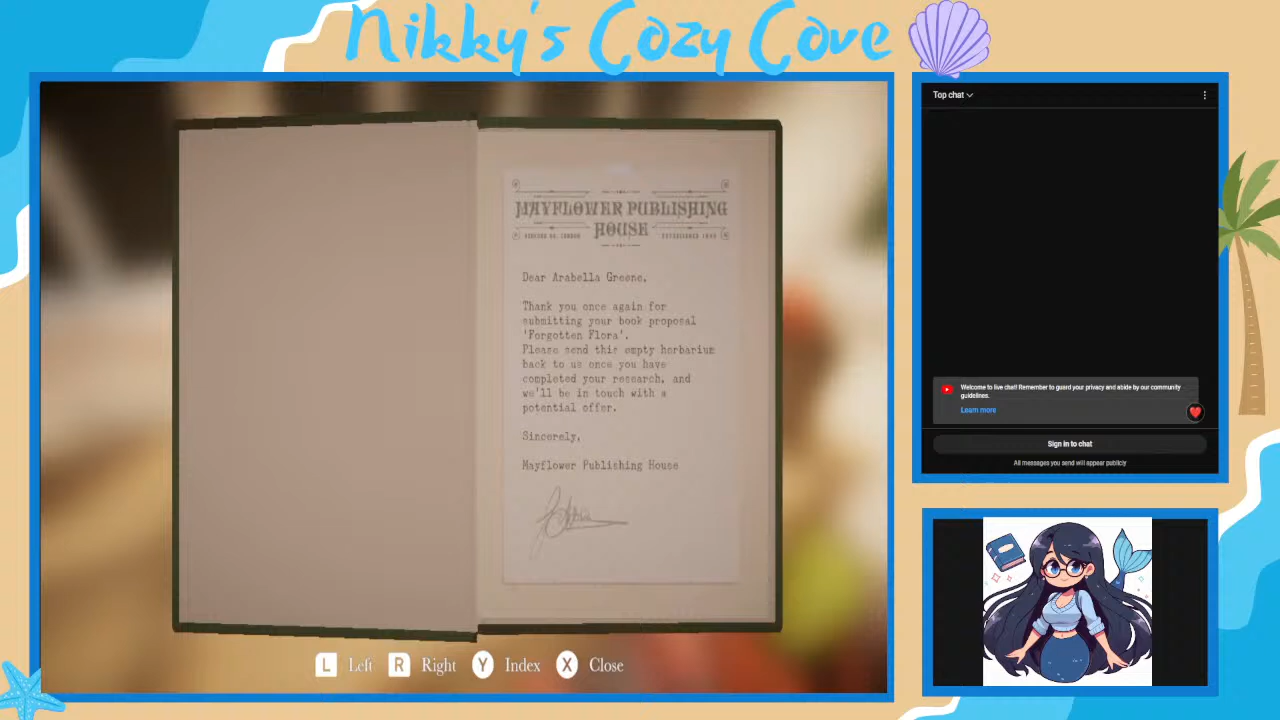 Nikky's Cozy Cove
MAYFLOWER PUBLISHING
HOUSE
ESTABLISHED
Dear Arabella Greene,
Thank you once again for
submitting your book proposal
'Forgotten Flora'.
Please send this empty herbarium
back to us once you have
completed your research, and
we'll be in touch with a
potential offer.
Sincerely,
Mayflower Publishing House
L Left R Right Y Index X Close
Top chat
Welcome to live chat! Remember to guard your privacy and abide by our community
guidelines.
Learn more
Sign in to chat
All messages you send will appear publicly